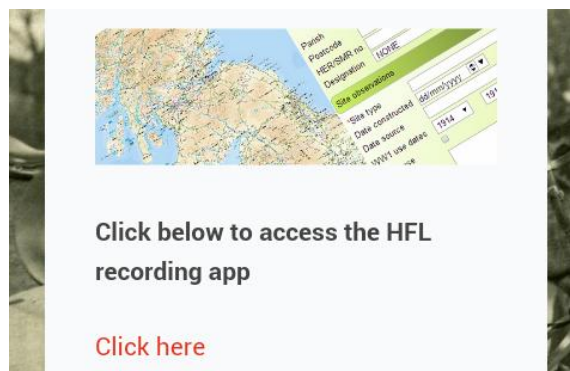 Parish
Postcode
HER/SMR no
Designation
NONE
Site observations
Site type
Date constructed
dd/mm/yyyy
Date source
1914
191
WW1 use dates
Click below to access the HFL
recording app
Click here